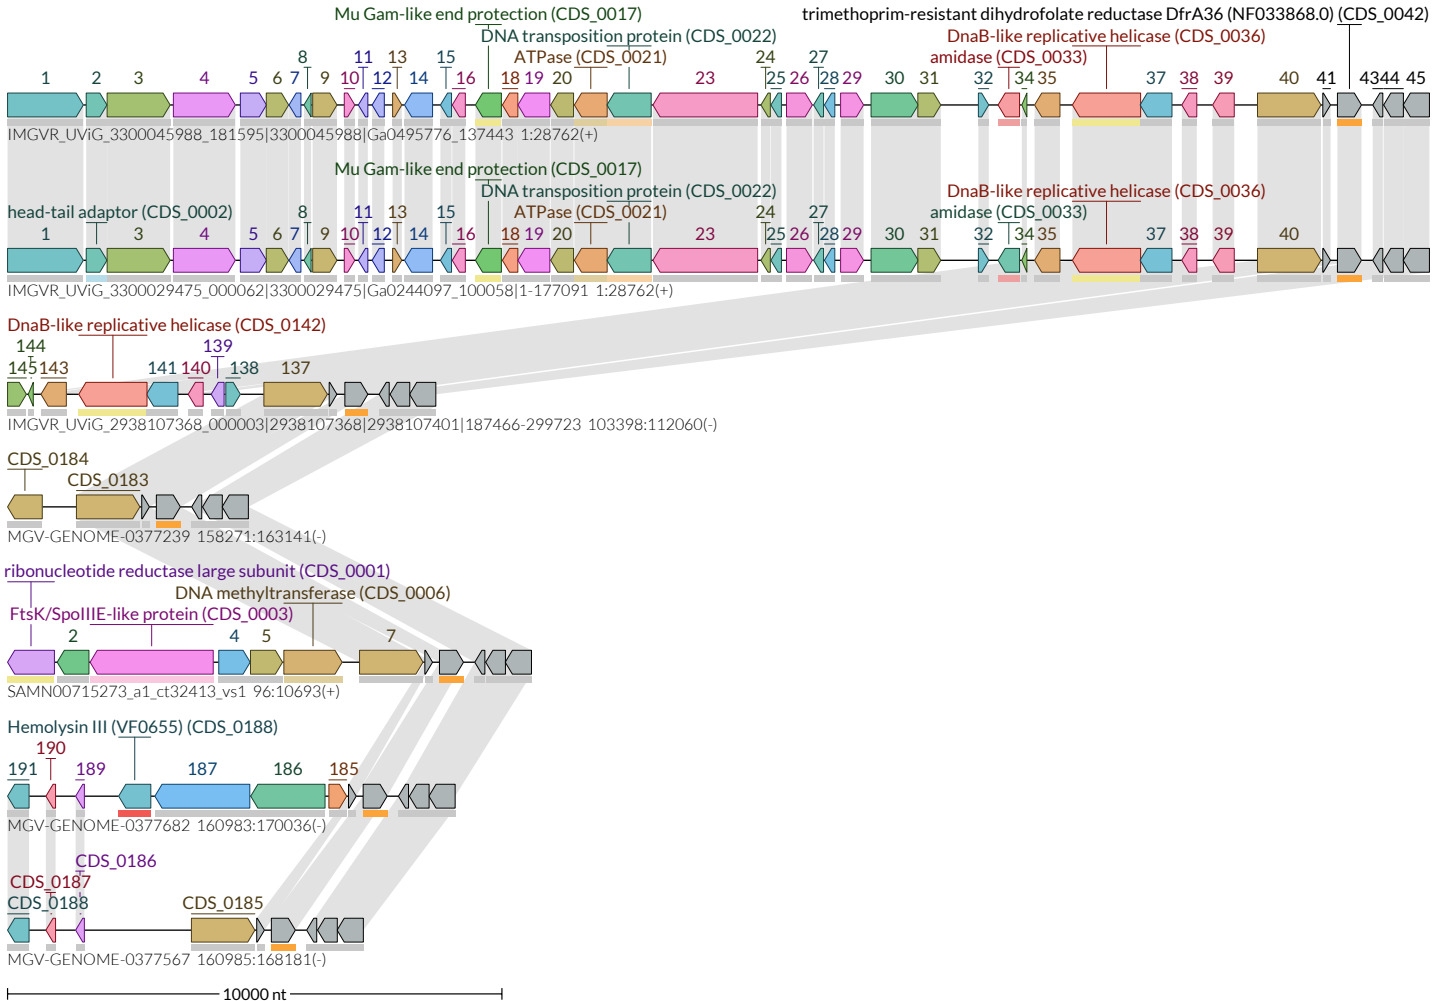 Mu Gam-like end protection (CDS_0017) trimethoprim-resistant dihydrofolate reductase DfrA36 (NF033868.0) (CDS_0042)
DNA transposition protein (CDS_0022) DnaB-like replicative helicase (CDS_0036)
8 11 13 15 ATPase (CDS_0021) 24 27 amidase (CDS_0033)
1 2 3 4 5 6 7 9 10 12 14 16 18 19 20 23 25 26 28 29 30 31 32 34 35 37 38 39 40 41 43 44 45
IMGVR_UViG_3300045988_181595|3300045988|Ga0495776_137443 1:28762(+)
Mu Gam-like end protection (CDS_0017)
DNA transposition protein (CDS_0022) DnaB-like replicative helicase (CDS_0036)
head-tail adaptor (CDS_0002) 8 11 13 15 ATPase (CDS_0021) 24 27 amidase (CDS_0033)
1 3 4 5 6 7 9 10 12 14 16 18 19 20 23 25 26 28 29 30 31 32 34 35 37 38 39 40
IMGVR_UViG_3300029475_000062|3300029475|Ga0244097_100058|1-177091 1:28762(+)
DnaB-like replicative helicase (CDS_0142)
144 139
145 143 141 140 138 137
IMGVR_UViG_2938107368_000003|2938107368|2938107401|187466-299723 103398:112060(-)
CDS_0184
CDS_0183
MGV-GENOME-0377239 158271:163141(-)
ribonucleotide reductase large subunit (CDS_0001)
DNA methyltransferase (CDS_0006)
FtsK/SpoIIIE-like protein (CDS_0003)
2 4 5 7
SAMN00715273_a1_ct32413_vs1 96:10693(+)
Hemolysin III (VF0655) (CDS_0188)
190
191 189 187 186 185
MGV-GENOME-0377682 160983:170036(-)
CDS_0186
CDS_0187
CDS_0188 CDS_0185
MGV-GENOME-0377567 160985:168181(-)
10000 nt